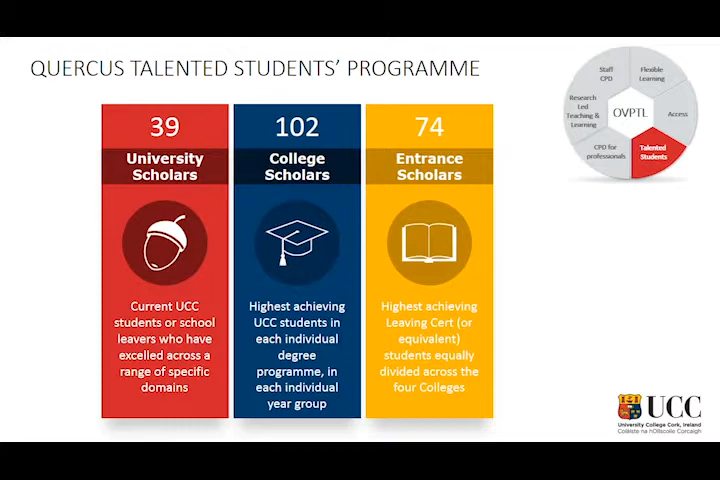 QUERCUS TALENTED STUDENTS' PROGRAMME
39
University
Scholars
Current UCC
students or school
leavers who have
excelled across a
range of specific
domains
102
College
Scholars
Highest achieving
UCC students in
each individual
degree
programme, in
each individual
year group
74
Entrance
Scholars
Highest achieving
Leaving Cert (or
equivalent)
students equally
divided across the
four Colleges
Staff
CPD
Flexible
Learning
Research
Led
Teaching &
Learning
OVPTL
Access
CPD for
professionals
Talented
Students
UCC
University College Cork, Ireland
Coláiste na hOllscoile Corcaigh